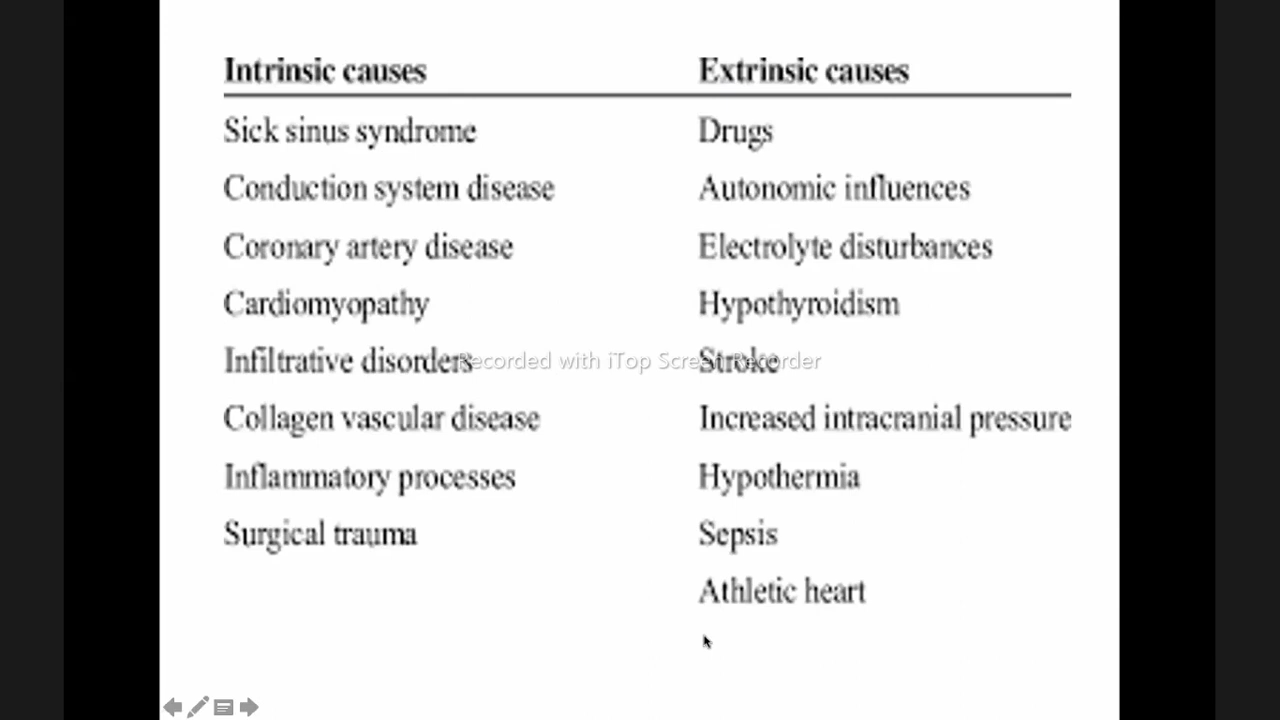 Intrinsic causes Extrinsic causes
Sick sinus syndrome Drugs
Conduction system disease Autonomic influences
Coronary artery disease Electrolyte disturbances
Cardiomyopathy Hypothyroidism
Infiltrative disorders Stroke
Recorded with iTop Screen Recorder
Collagen vascular disease Increased intracranial pressure
Inflammatory processes Hypothermia
Surgical trauma Sepsis
Athletic heart